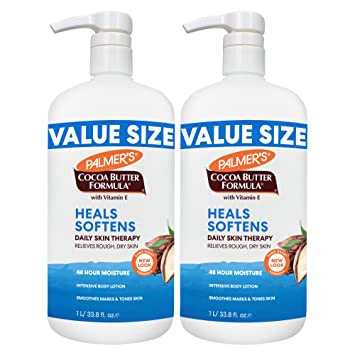 VALUE SIZE
PALMER'S
COCOA BUTTER
FORMULA®
with Vitamin E
HEALS
SOFTENS
DAILY SKIN THERAPY
RELIEVES ROUGH, DRY SKIN
NEW
LOOK
48 HOUR MOISTURE
INTENSIVE BODY LOTION
SMOOTHES MARKS & TONES SKIN
1 L/ 33.8 fl. oz.℮
VALUE SIZE
PALMER'S
COCOA BUTTER
FORMULA®
with Vitamin E
HEALS
SOFTENS
DAILY SKIN THERAPY
RELIEVES ROUGH, DRY SKIN
NEW
LOOK
48 HOUR MOISTURE
INTENSIVE BODY LOTION
SMOOTHES MARKS & TONES SKIN
1 L/ 33.8 fl. oz.℮